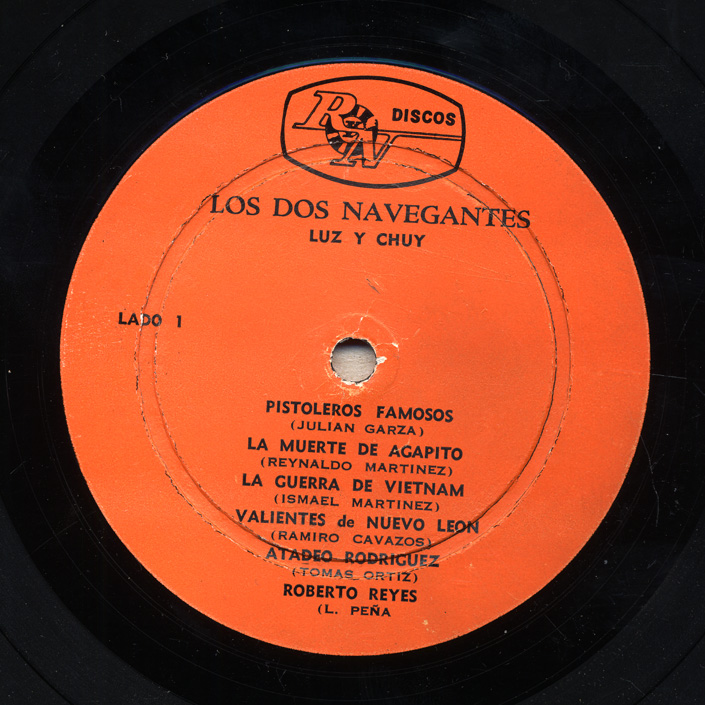 RN DISCOS
LOS DOS NAVEGANTES
LUZ Y CHUY
LADO 1
PISTOLEROS FAMOSOS
(JULIAN GARZA)
LA MUERTE DE AGAPITO
(REYNALDO MARTINEZ)
LA GUERRA DE VIETNAM
(ISMAEL MARTINEZ)
VALIENTES de NUEVO LEON
(RAMIRO CAVAZOS)
ATADEO RODRIGUEZ
(TOMAS ORTIZ)
ROBERTO REYES
(L. PEÑA